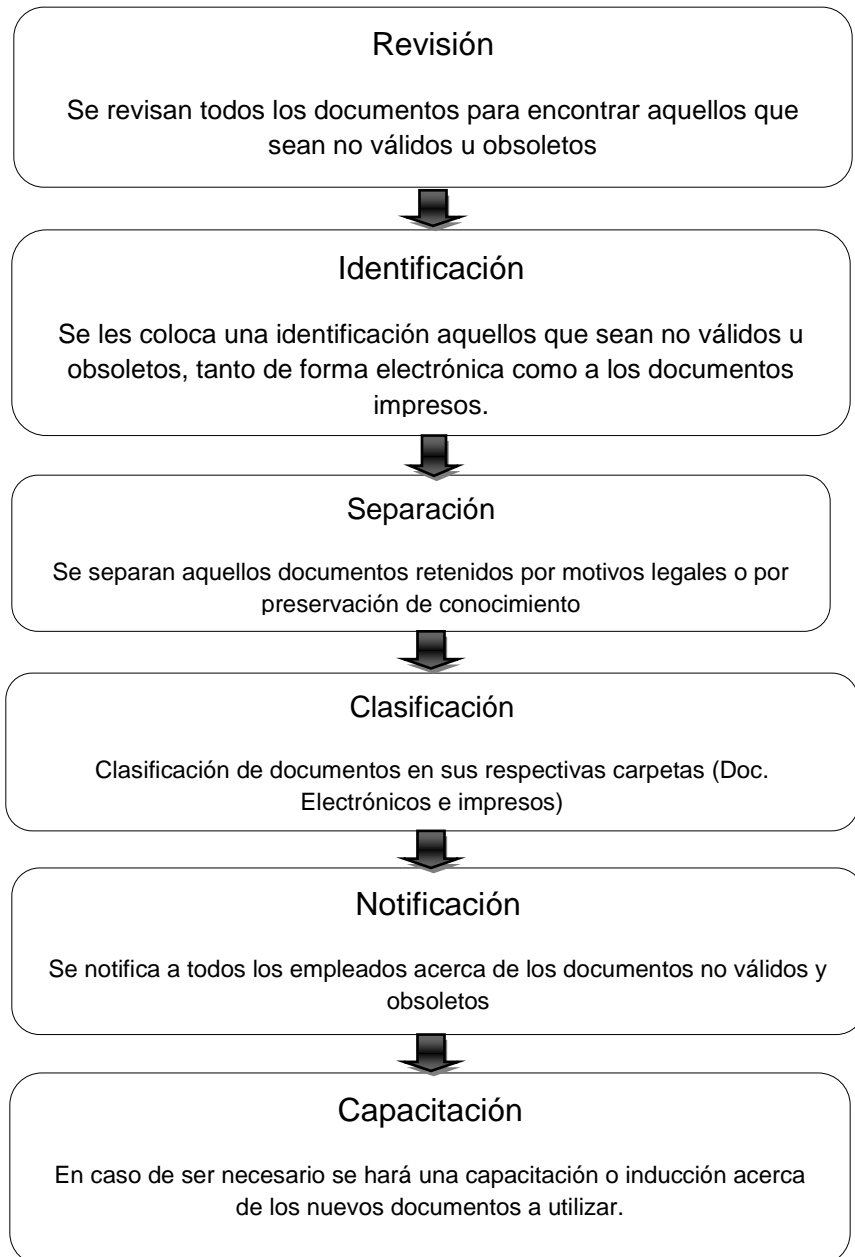 Revisión
Se revisan todos los documentos para encontrar aquellos que
sean no válidos u obsoletos
Identificación
Se les coloca una identificación aquellos que sean no válidos u
obsoletos, tanto de forma electrónica como a los documentos
impresos.
Separación
Se separan aquellos documentos retenidos por motivos legales o por
preservación de conocimiento
Clasificación
Clasificación de documentos en sus respectivas carpetas (Doc.
Electrónicos e impresos)
Notificación
Se notifica a todos los empleados acerca de los documentos no válidos y
obsoletos
Capacitación
En caso de ser necesario se hará una capacitación o inducción acerca
de los nuevos documentos a utilizar.